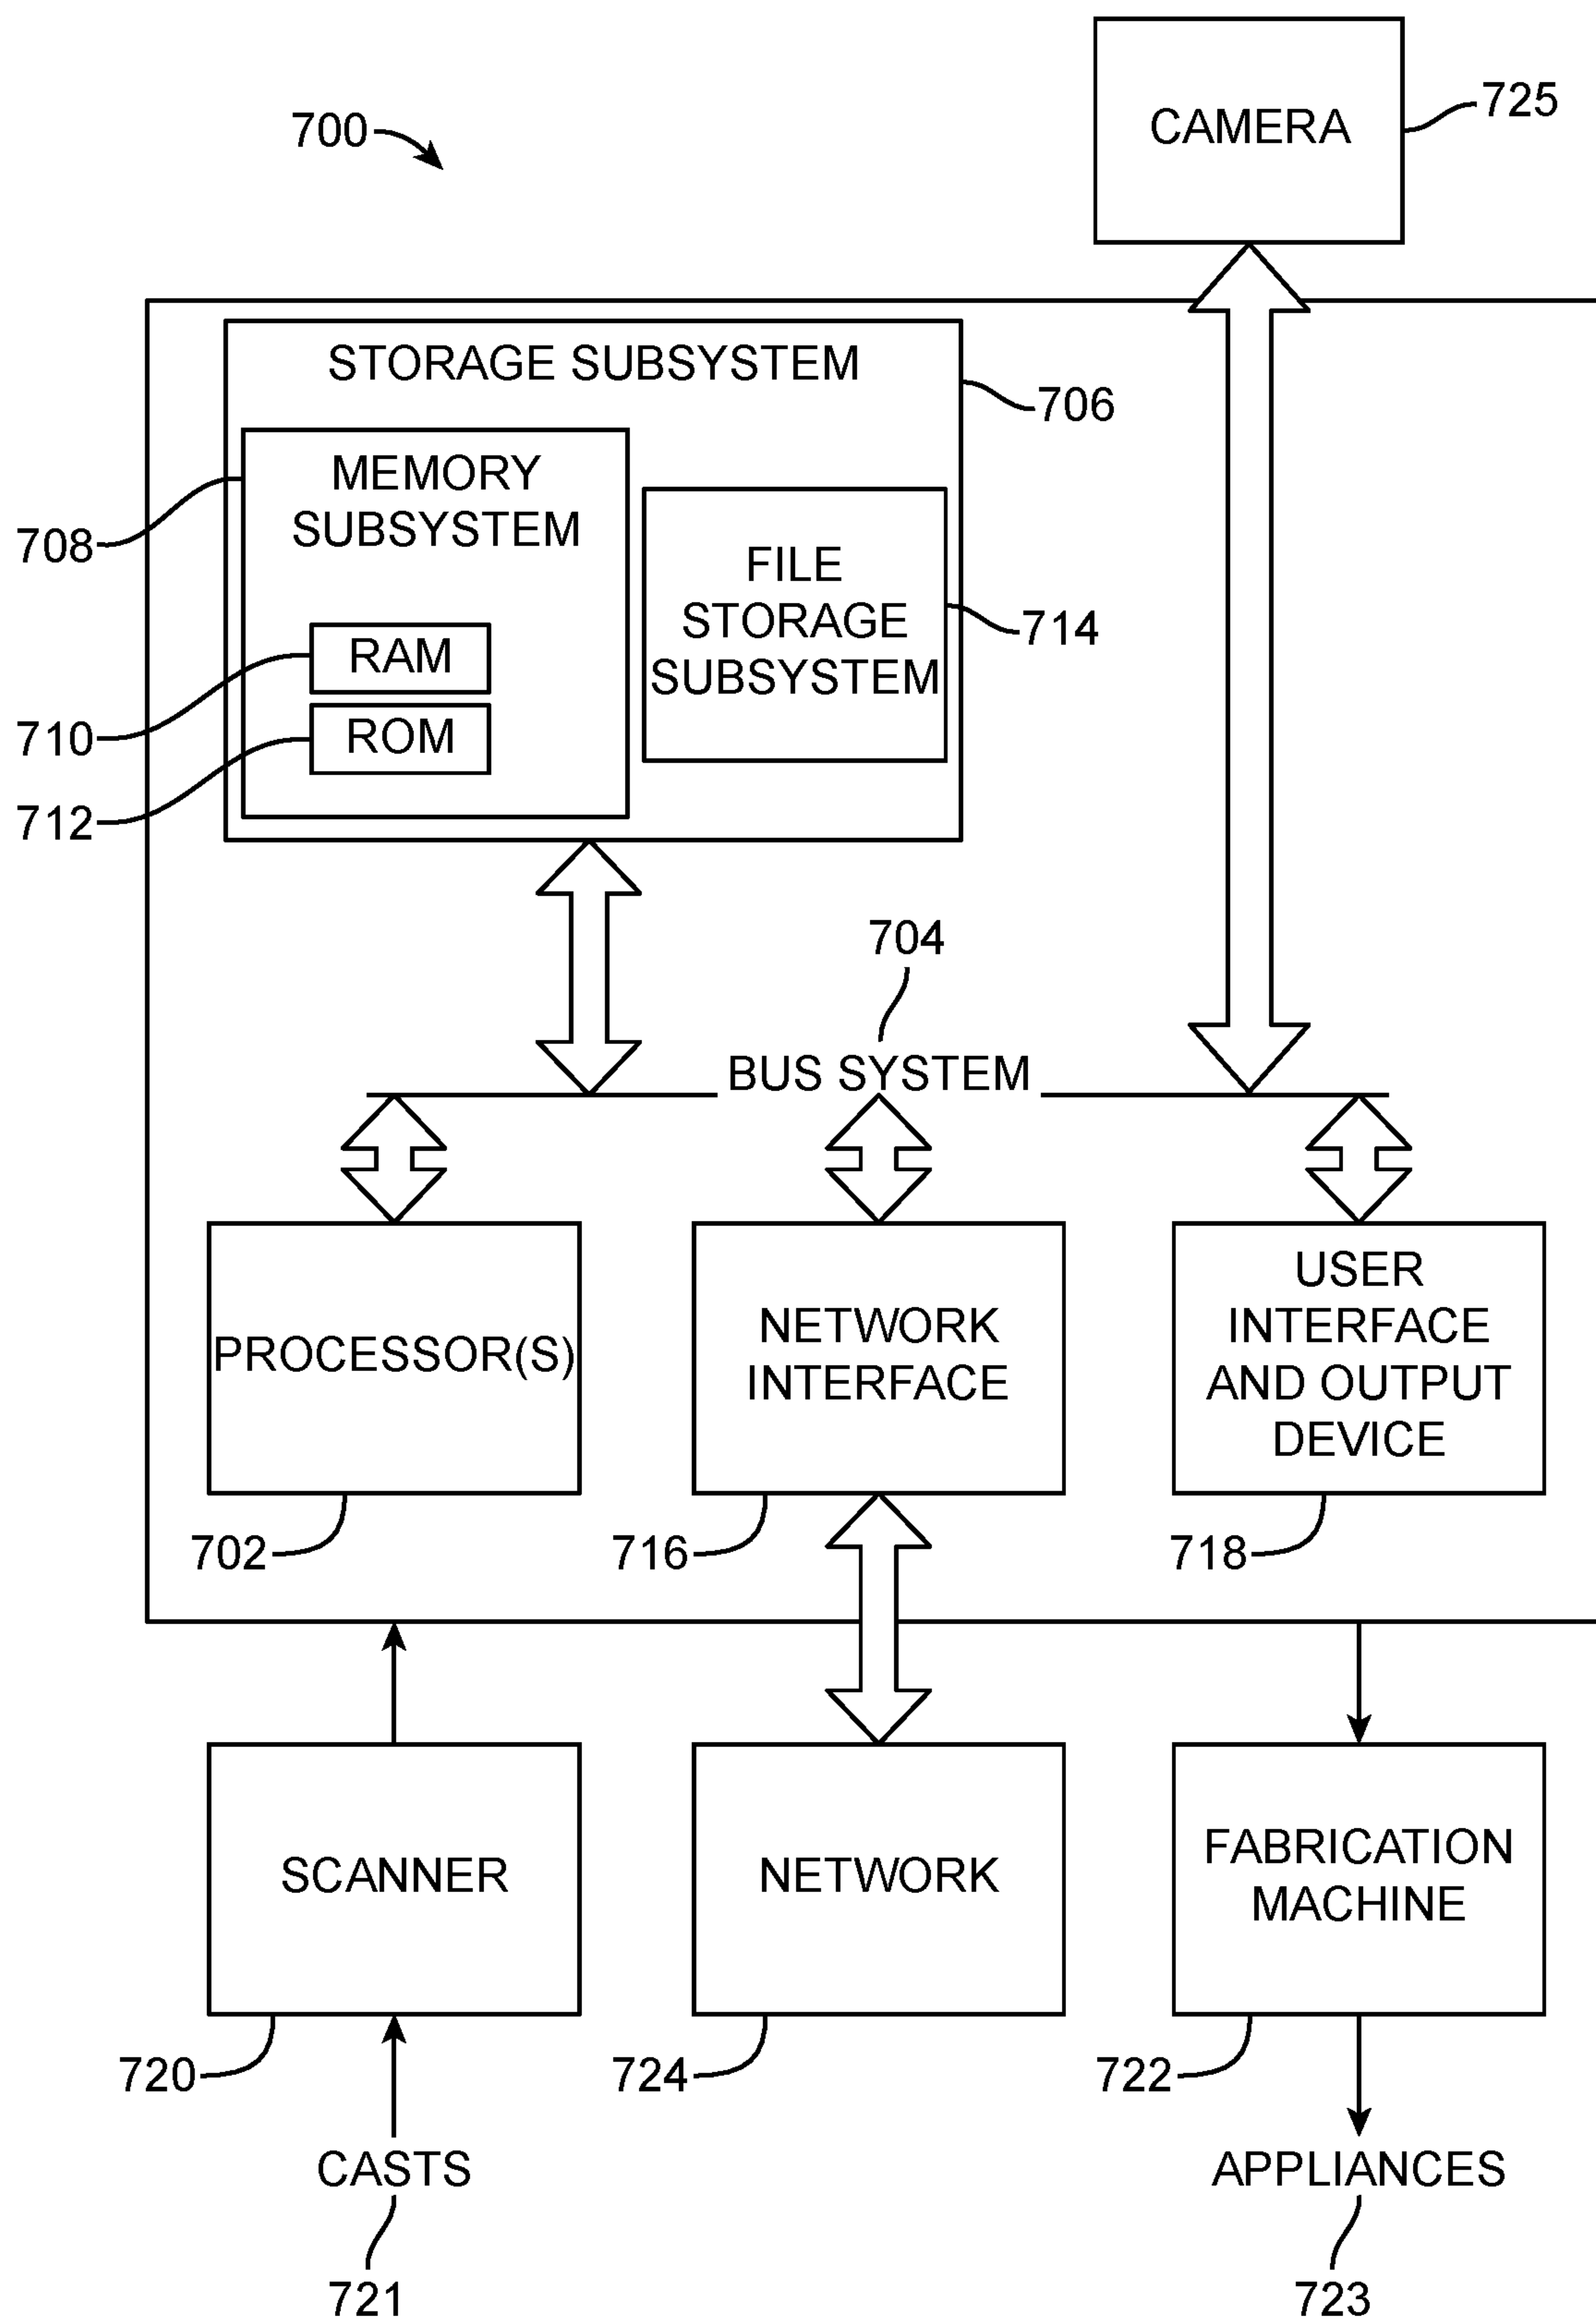 700
CAMERA
725
STORAGE SUBSYSTEM
706
MEMORY
SUBSYSTEM
708
FILE
STORAGE
SUBSYSTEM
714
RAM
710
ROM
712
704
BUS SYSTEM
PROCESSOR(S)
702
NETWORK
INTERFACE
716
USER
INTERFACE
AND OUTPUT
DEVICE
718
SCANNER
720
NETWORK
724
FABRICATION
MACHINE
722
CASTS
721
APPLIANCES
723